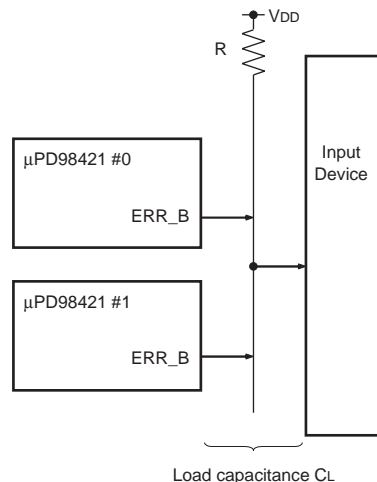 VDD
R
µPD98421 #0
ERR_B
Input
Device
µPD98421 #1
ERR_B
Load capacitance CL